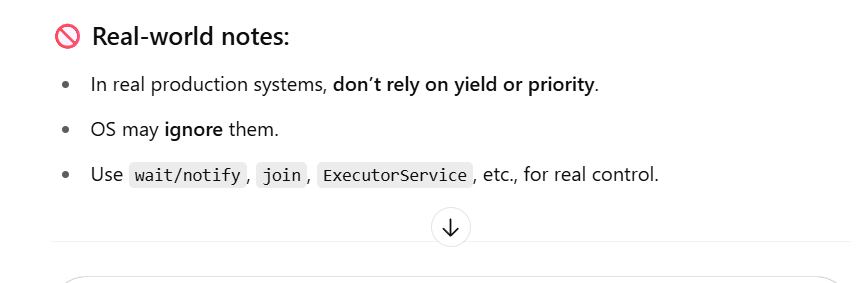 Real-world notes:
In real production systems, don’t rely on yield or priority.
OS may ignore them.
Use wait/notify, join, ExecutorService, etc., for real control.